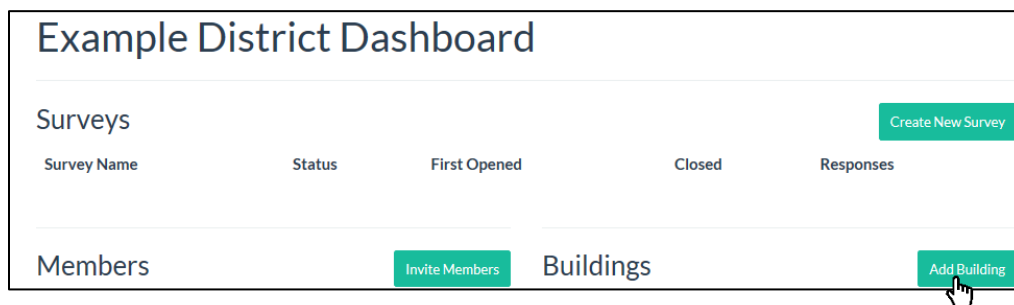 Example District Dashboard
Surveys
Create New Survey
Survey Name Status First Opened Closed Responses
Members
Invite Members
Buildings
Add Building